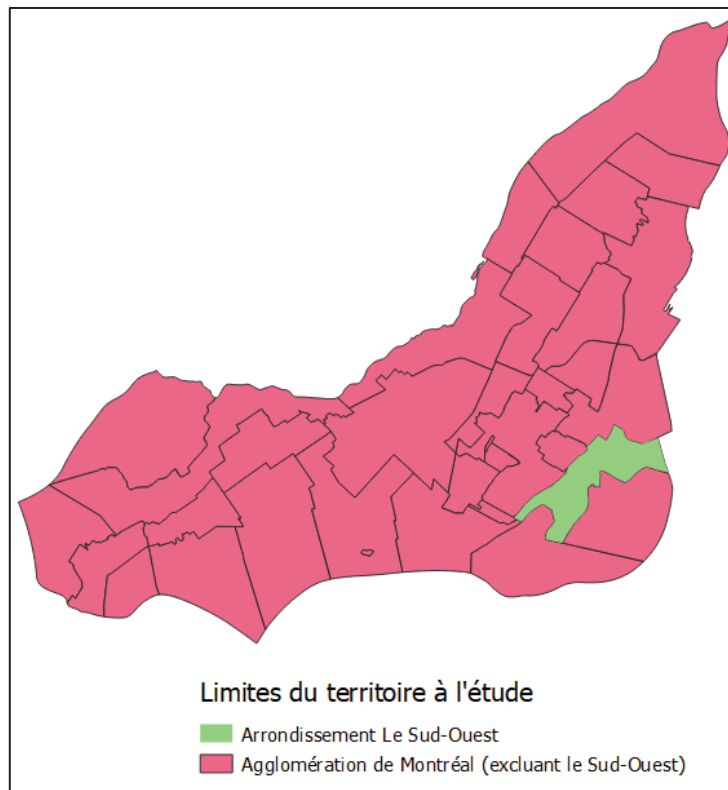 Limites du territoire à l'étude
Arrondissement Le Sud-Ouest
Agglomération de Montréal (excluant le Sud-Ouest)